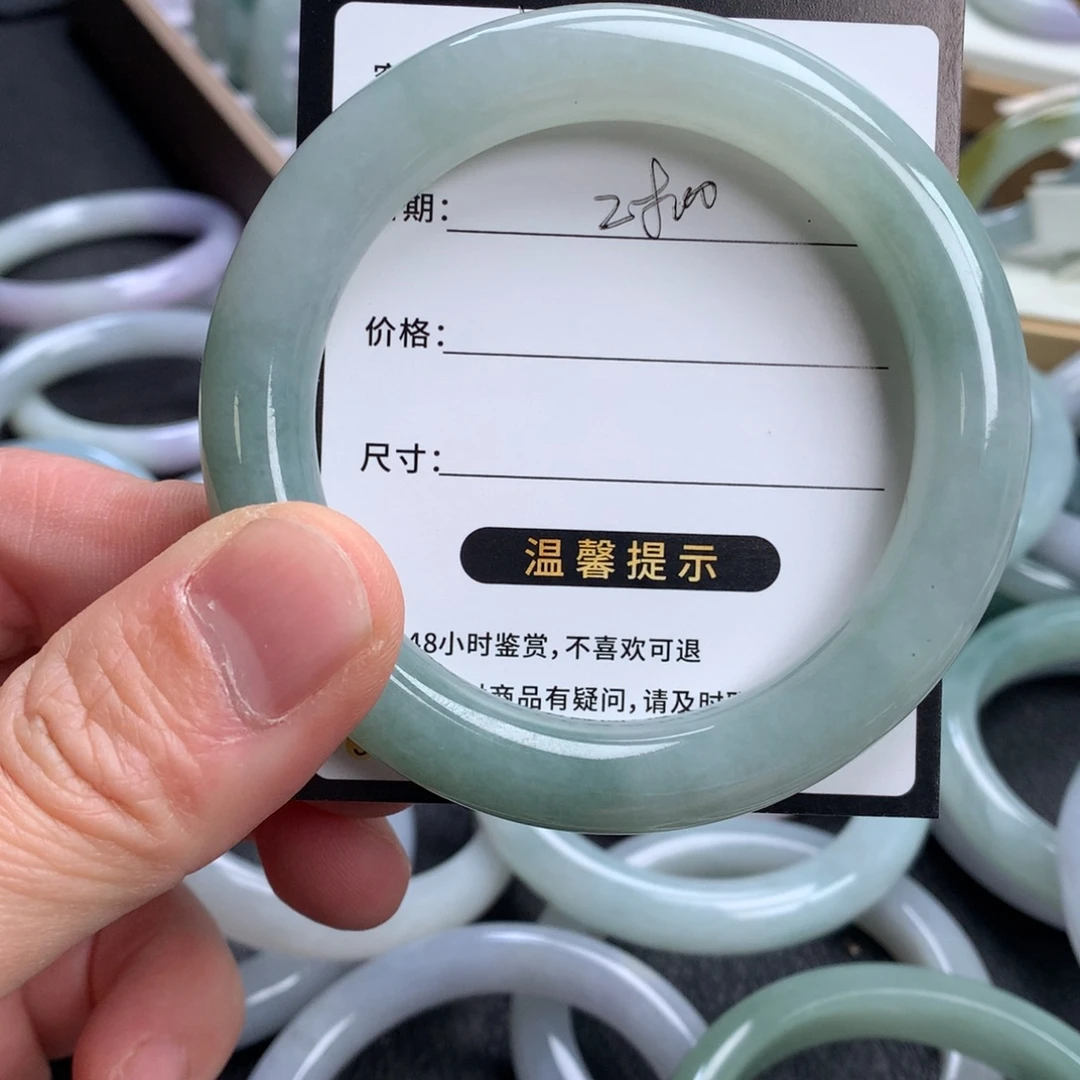 期：
价格：
尺寸：
温馨提示
48小时鉴赏，不喜欢可退
商品有疑问，请及时